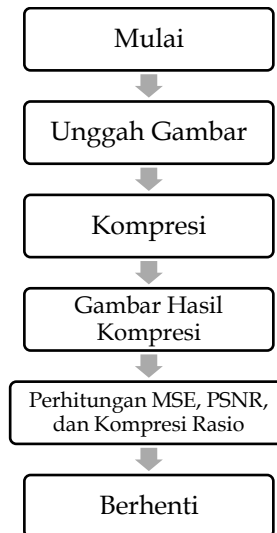 Mulai
Unggah Gambar
Kompresi
Gambar Hasil
Kompresi
Perhitungan MSE, PSNR,
dan Kompresi Rasio
Berhenti